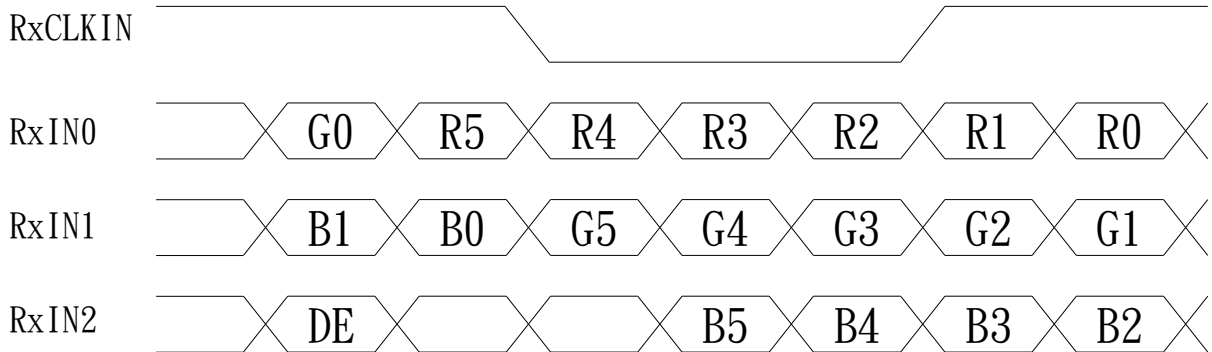 RxCLKIN
RxIN0 G0 R5 R4 R3 R2 R1 R0
RxIN1 B1 B0 G5 G4 G3 G2 G1
RxIN2 DE B5 B4 B3 B2